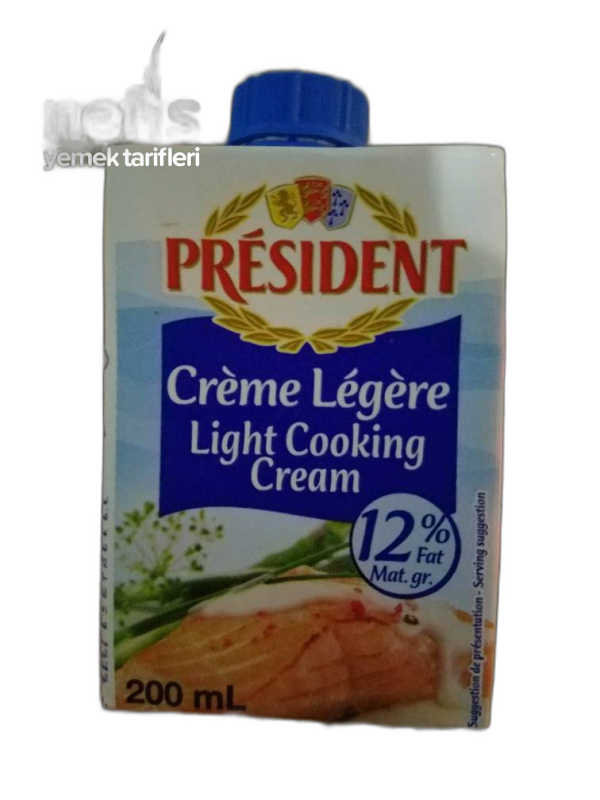 nefis
yemek tarifleri
PRÉSIDENT
Crème Légère
Light Cooking
Cream
12%
Fat
Mat. gr.
200 mL
Suggestion de présentation - Serving suggestion